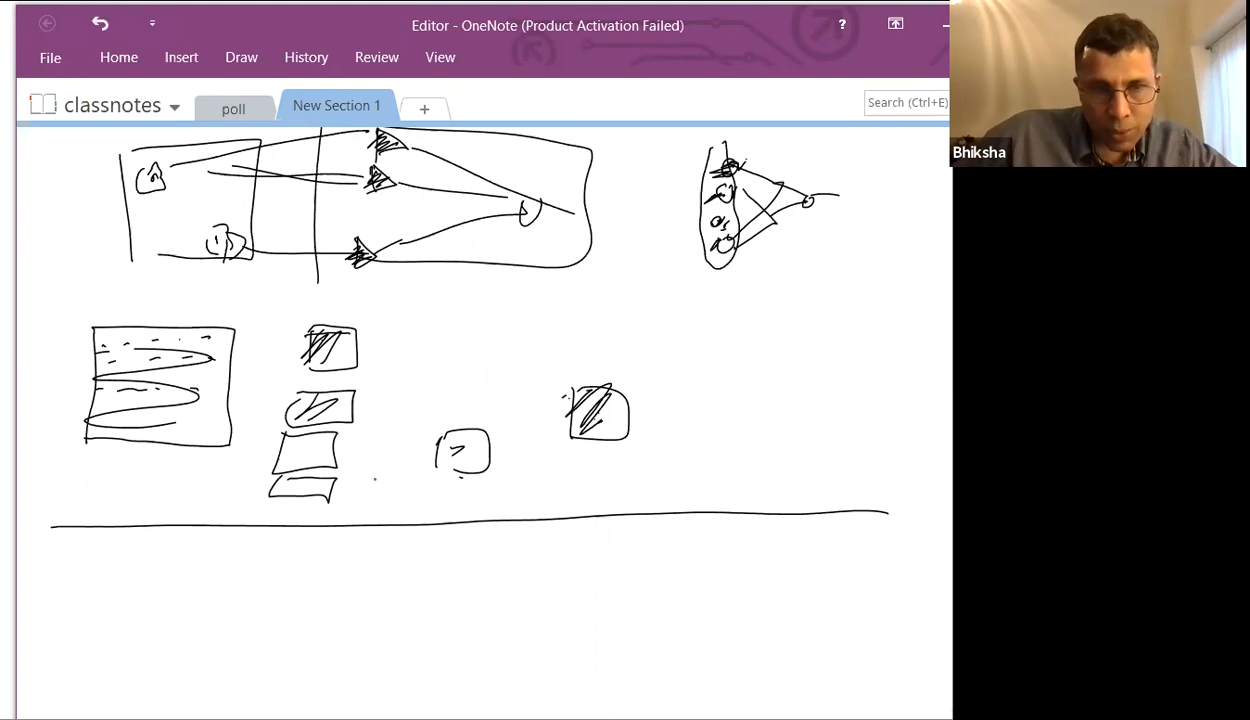 Editor - OneNote (Product Activation Failed)
?
File
Home
Insert
Draw
History
Review
View
classnotes
poll
New Section 1
+
Search (Ctrl+E)
Bhiksha